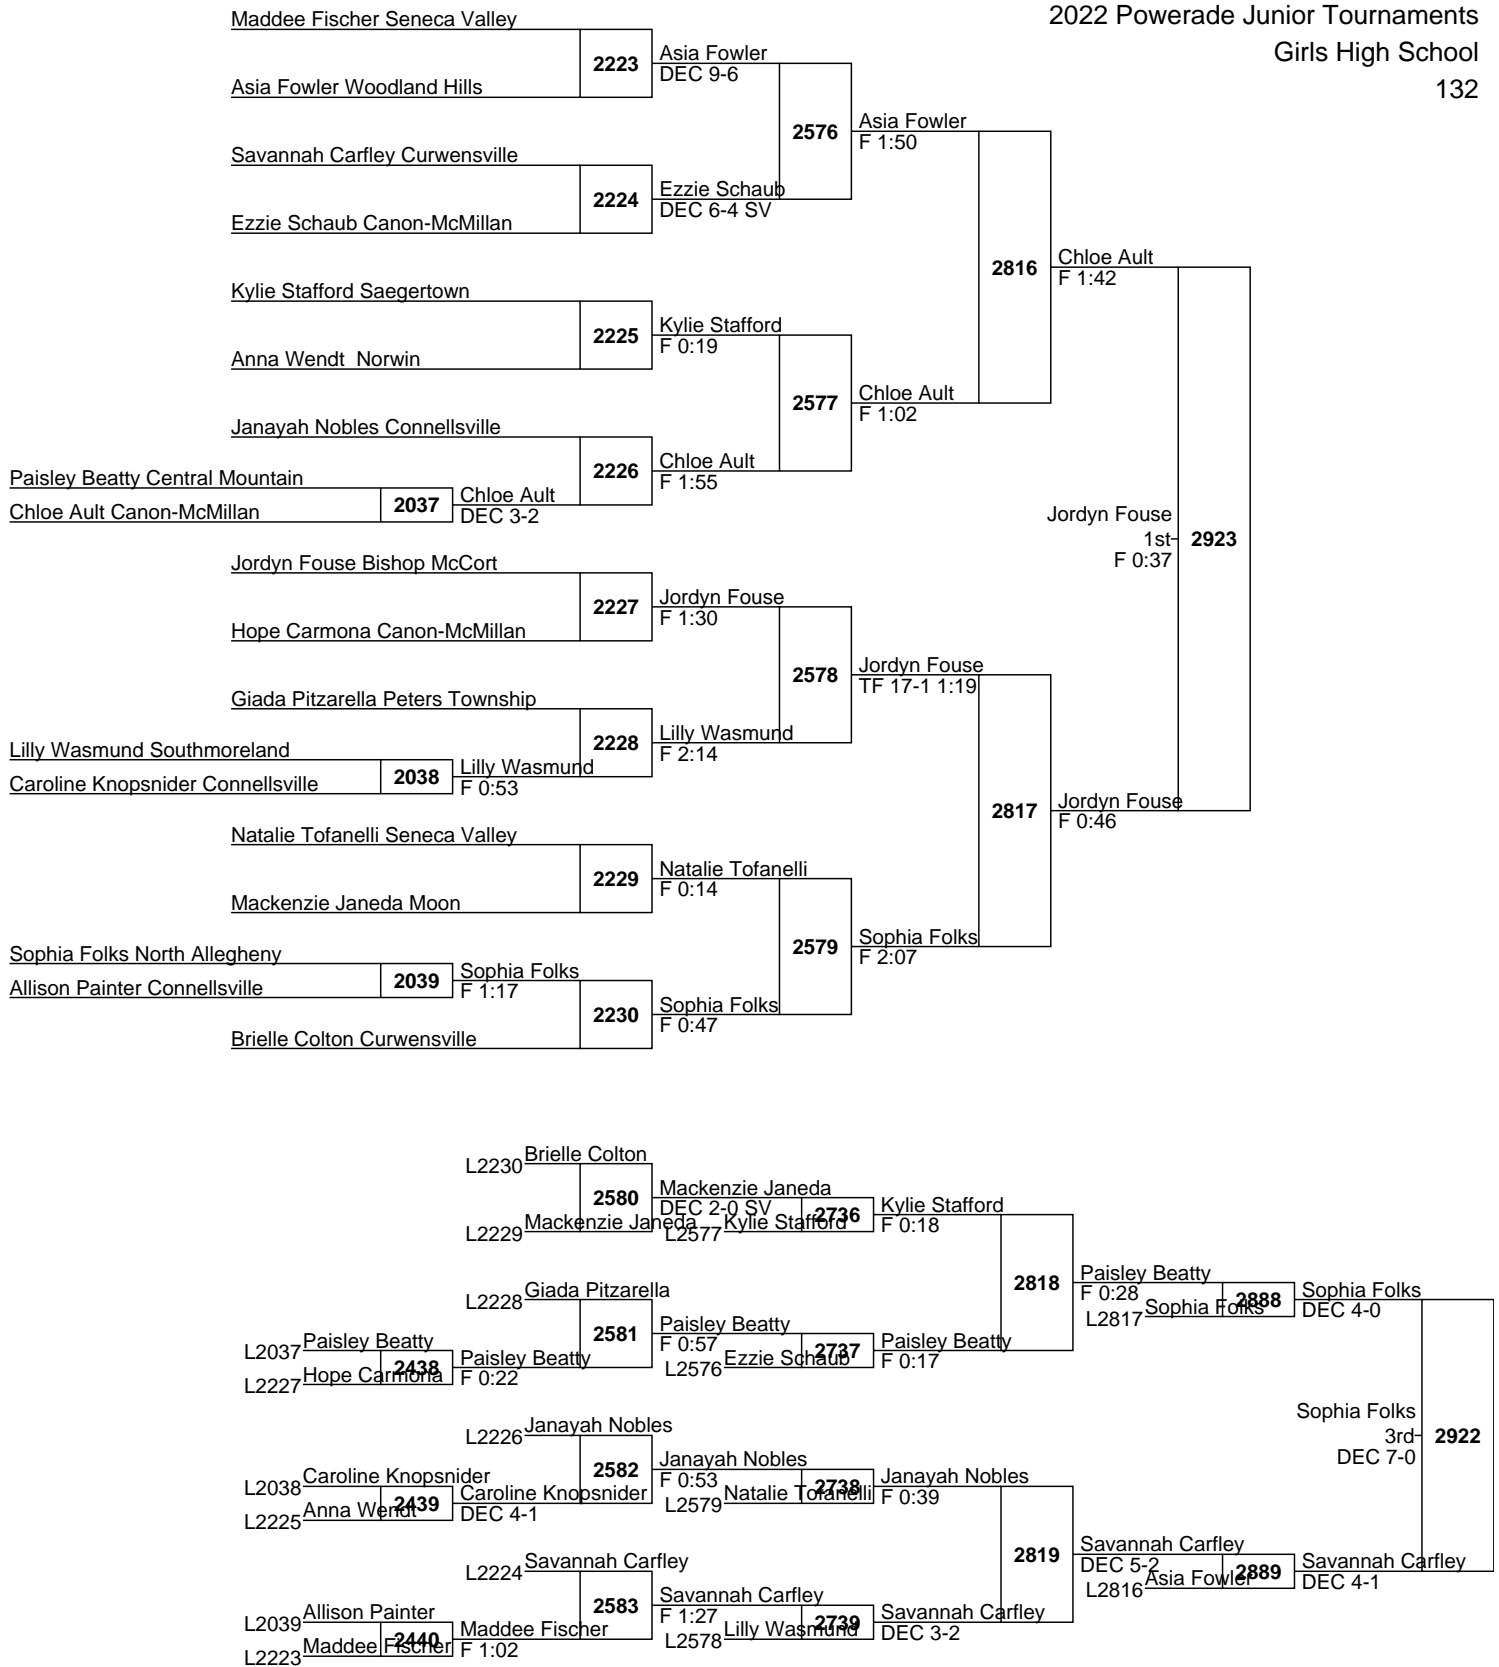 2022 Powerade Junior Tournaments
Girls High School
132
Maddee Fischer Seneca Valley
2223
Asia Fowler
DEC 9-6
Asia Fowler Woodland Hills
2576
Asia Fowler
F 1:50
Savannah Carfley Curwensville
2224
Ezzie Schaub
DEC 6-4 SV
Ezzie Schaub Canon-McMillan
2816
Chloe Ault
F 1:42
Kylie Stafford Saegertown
2225
Kylie Stafford
F 0:19
Anna Wendt  Norwin
2577
Chloe Ault
F 1:02
Janayah Nobles Connellsville
2226
Chloe Ault
F 1:55
Paisley Beatty Central Mountain
2037
Chloe Ault
DEC 3-2
Chloe Ault Canon-McMillan
Jordyn Fouse
1st
F 0:37
2923
Jordyn Fouse Bishop McCort
2227
Jordyn Fouse
F 1:30
Hope Carmona Canon-McMillan
2578
Jordyn Fouse
TF 17-1 1:19
Giada Pitzarella Peters Township
2228
Lilly Wasmund
F 2:14
Lilly Wasmund Southmoreland
2038
Lilly Wasmund
F 0:53
Caroline Knopsnider Connellsville
2817
Jordyn Fouse
F 0:46
Natalie Tofanelli Seneca Valley
2229
Natalie Tofanelli
F 0:14
Mackenzie Janeda Moon
2579
Sophia Folks
F 2:07
Sophia Folks North Allegheny
2039
Sophia Folks
F 1:17
Allison Painter Connellsville
2230
Sophia Folks
F 0:47
Brielle Colton Curwensville
L2230
Brielle Colton
2580
Mackenzie Janeda
DEC 2-0 SV
L2229
Mackenzie Janeda
L2577
Kylie Stafford
2736
Kylie Stafford
F 0:18
2818
Paisley Beatty
F 0:28
L2817
Sophia Folks
2888
Sophia Folks
DEC 4-0
L2228
Giada Pitzarella
2581
Paisley Beatty
F 0:57
L2576
Ezzie Schaub
2737
Paisley Beatty
F 0:17
L2037
Paisley Beatty
2438
Paisley Beatty
F 0:22
L2227
Hope Carmona
Sophia Folks
3rd
DEC 7-0
2922
L2226
Janayah Nobles
2582
Janayah Nobles
F 0:53
L2579
Natalie Tofanelli
2738
Janayah Nobles
F 0:39
L2038
Caroline Knopsnider
2439
Caroline Knopsnider
DEC 4-1
L2225
Anna Wendt
2819
Savannah Carfley
DEC 5-2
L2816
Asia Fowler
2889
Savannah Carfley
DEC 4-1
L2224
Savannah Carfley
2583
Savannah Carfley
F 1:27
L2578
Lilly Wasmund
2739
Savannah Carfley
DEC 3-2
L2039
Allison Painter
2440
Maddee Fischer
F 1:02
L2223
Maddee Fischer